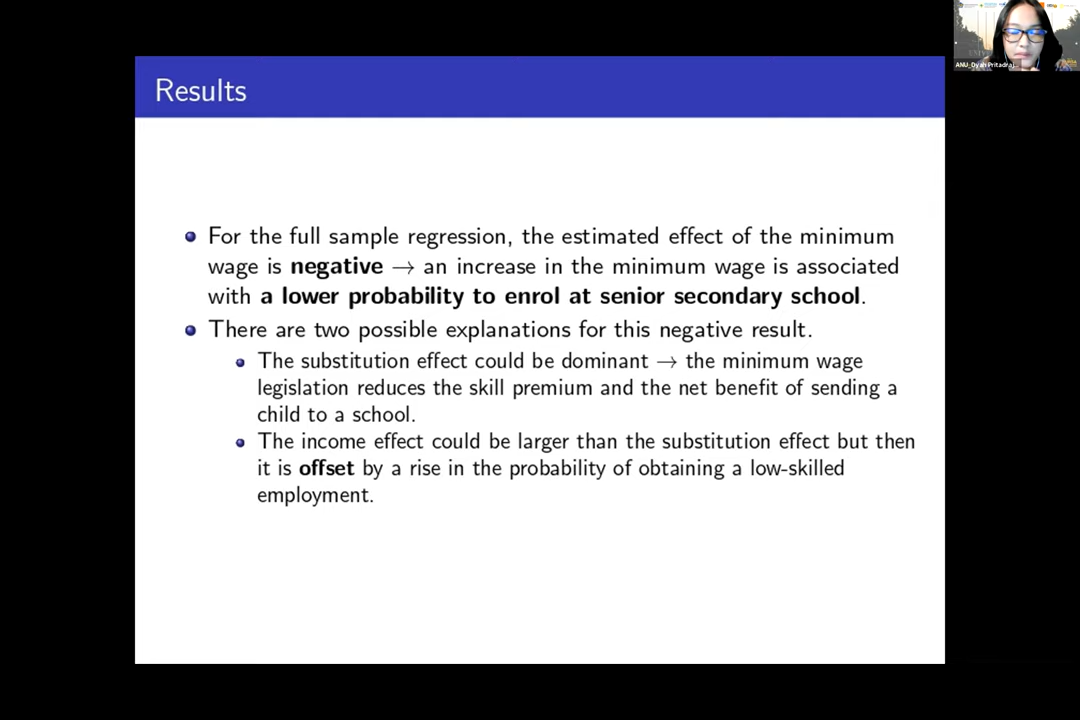 ANU-Dyah Pritadraj...
Results
For the full sample regression, the estimated effect of the minimum
wage is negative → an increase in the minimum wage is associated
with a lower probability to enrol at senior secondary school.
There are two possible explanations for this negative result.
The substitution effect could be dominant → the minimum wage
legislation reduces the skill premium and the net benefit of sending a
child to a school.
The income effect could be larger than the substitution effect but then
it is offset by a rise in the probability of obtaining a low-skilled
employment.